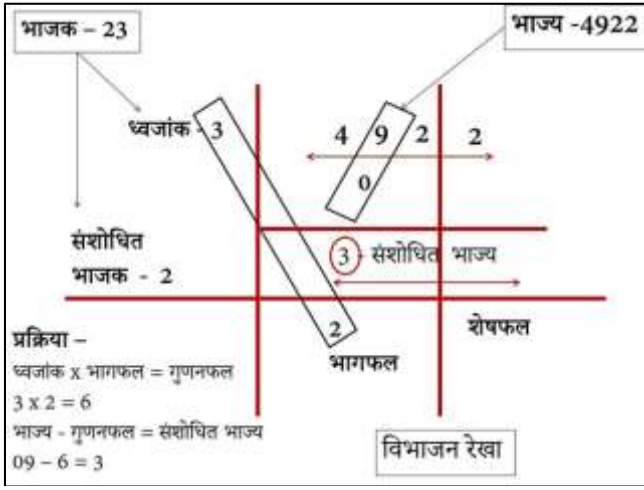 भाजक – 23
भाज्य -4922
ध्वजांक - 3
4 9 2 2
0
संशोधित
भाजक - 2
3 - संशोधित भाज्य
2
भागफल
शेषफल
प्रक्रिया –
ध्वजांक x भागफल = गुणनफल
3 x 2 = 6
भाज्य - गुणनफल = संशोधित भाज्य
09 – 6 = 3
विभाजन रेखा